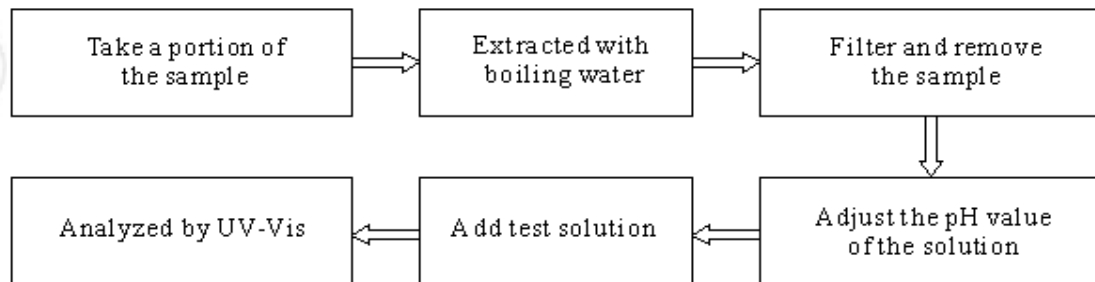 Take a portion of
the sample
Extracted with
boiling water
Filter and remove
the sample
Adjust the pH value
of the solution
Add test solution
Analyzed by UV-Vis